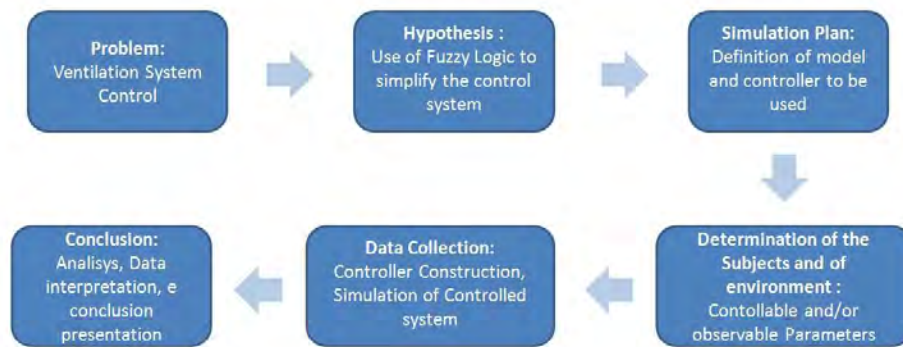 Problem:
Ventilation System
Control
Hypothesis :
Use of Fuzzy Logic to
simplify the control
system
Simulation Plan:
Definition of model
and controller to be
used
Determination of the
Subjects and of
environment :
Contollable and/or
observable Parameters
Data Collection:
Controller Construction,
Simulation of Controlled
system
Conclusion:
Analisys, Data
interpretation, e
conclusion
presentation